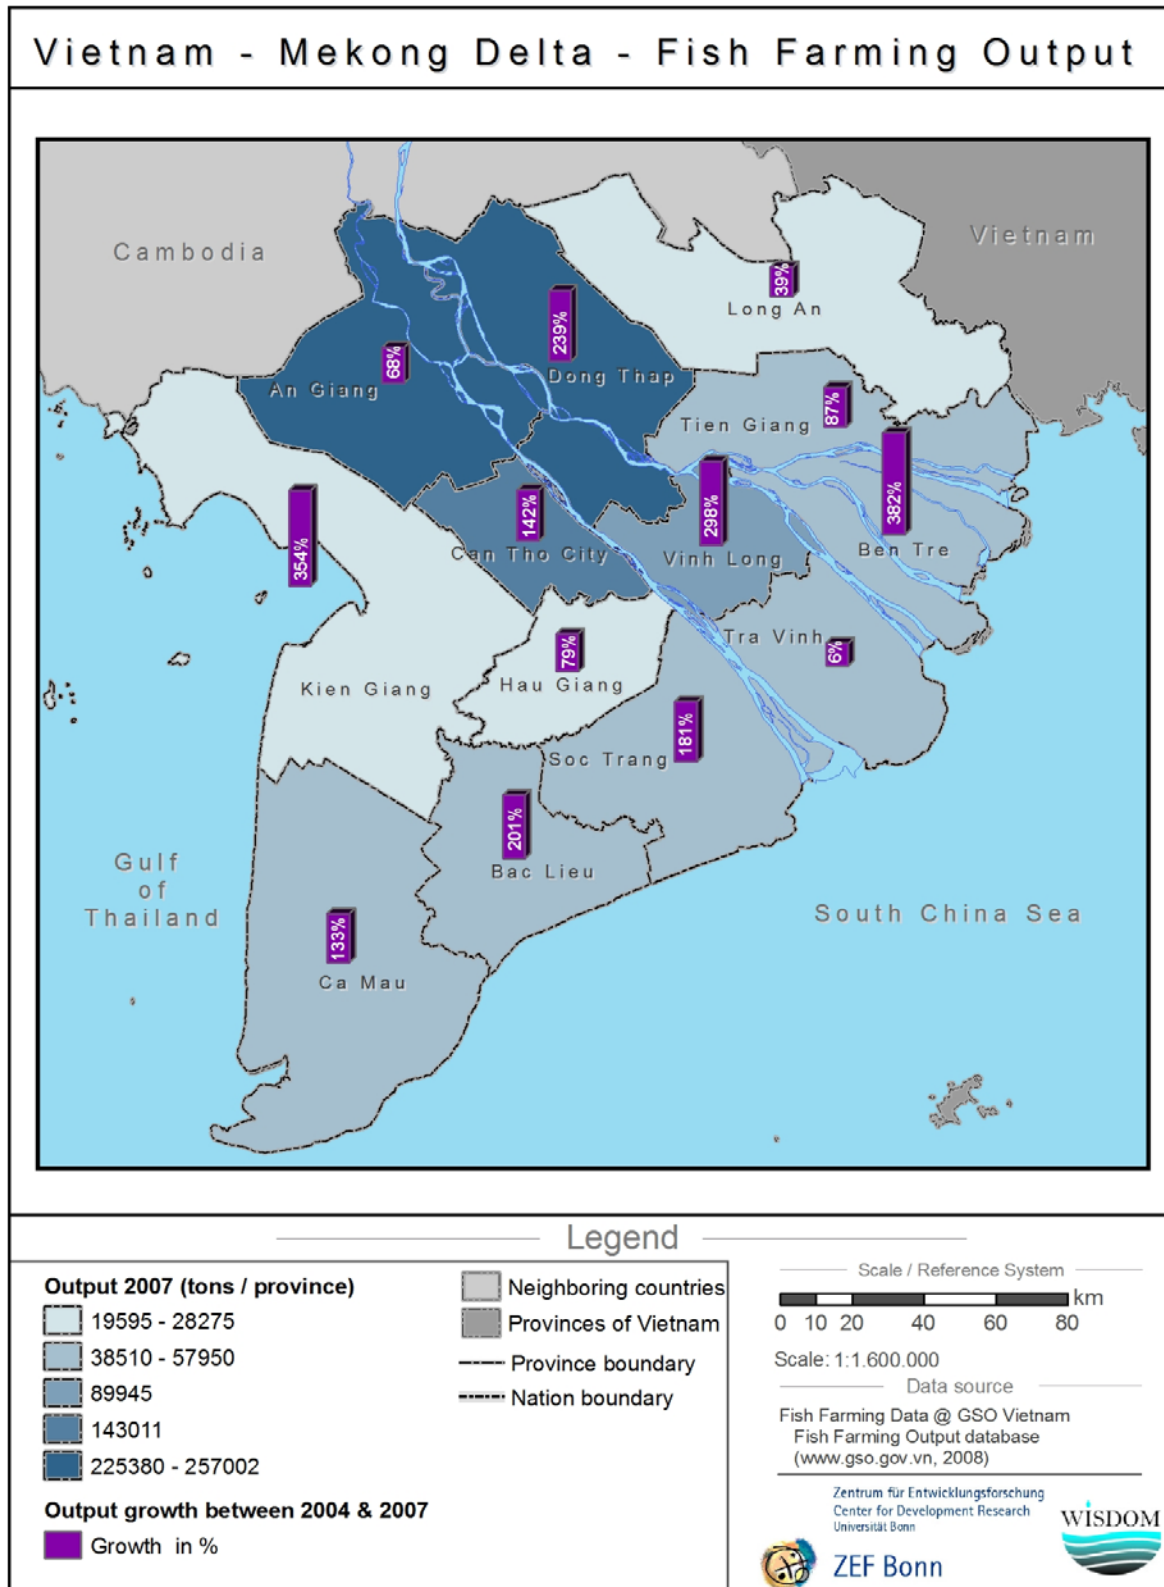 Vietnam - Mekong Delta - Fish Farming Output
Cambodia
Vietnam
39%
Long An
239%
Dong Thap
68%
An Giang
87%
Tien Giang
382%
Ben Tre
298%
Vinh Long
142%
Can Tho City
354%
Kien Giang
79%
Hau Giang
Tra Vinh
6%
181%
Soc Trang
201%
Bac Lieu
133%
Ca Mau
Gulf
of
Thailand
South China Sea
Legend
Output 2007 (tons / province)
19595 - 28275
38510 - 57950
89945
143011
225380 - 257002
Output growth between 2004 & 2007
Growth in %
Neighboring countries
Provinces of Vietnam
Province boundary
Nation boundary
Scale / Reference System
km
0 10 20 40 60 80
Scale: 1:1.600.000
Data source
Fish Farming Data @ GSO Vietnam
Fish Farming Output database
(www.gso.gov.vn, 2008)
Zentrum für Entwicklungsforschung
Center for Development Research
Universität Bonn
ZEF Bonn
WISDOM